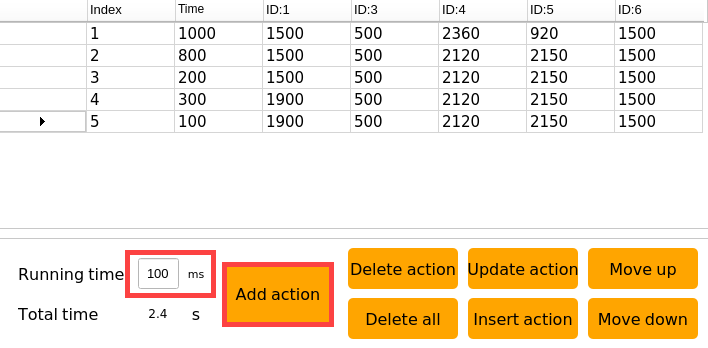 Index Time ID:1 ID:3 ID:4 ID:5 ID:6
1 1000 1500 500 2360 920 1500
2 800 1500 500 2120 2150 1500
3 200 1500 500 2120 2150 1500
4 300 1900 500 2120 2150 1500
5 100 1900 500 2120 2150 1500
Running time 100 ms
Add action
Delete action Update action Move up
Total time 2.4 s
Delete all Insert action Move down